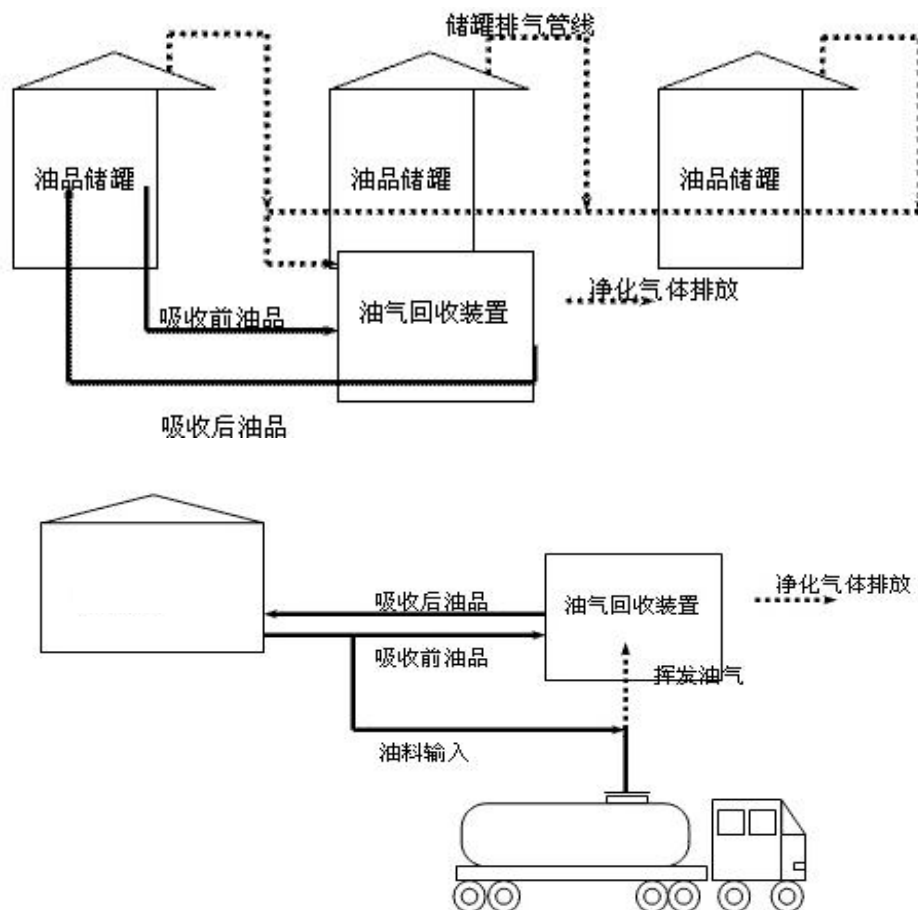 储罐排气管线
油品储罐
油品储罐
油品储罐
净化气体排放
吸收前油品
油气回收装置
吸收后油品
净化气体排放
吸收后油品
油气回收装置
吸收前油品
挥发油气
油料输入